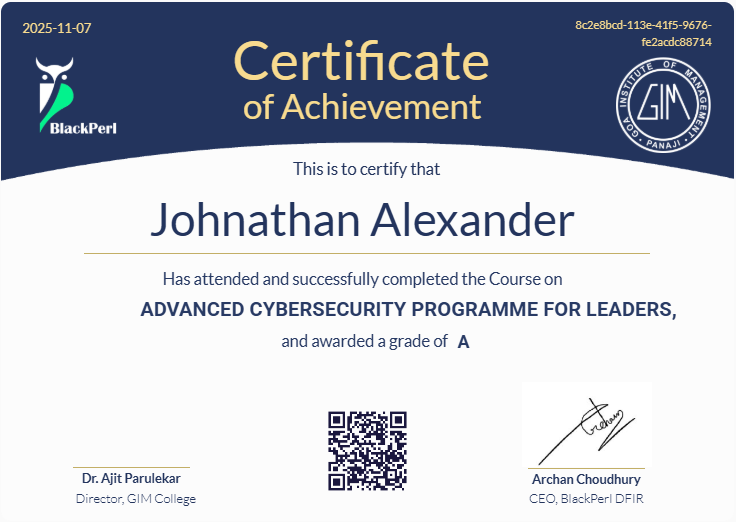 2025-11-07
8c2e8bcd-113e-41f5-9676-
fe2acdc88714
BlackPerl
GOA INSTITUTE OF MANAGEMENT
GIM
PANAJI
Certificate
of Achievement
This is to certify that
Johnathan Alexander
Has attended and successfully completed the Course on
ADVANCED CYBERSECURITY PROGRAMME FOR LEADERS,
and awarded a grade of A
Dr. Ajit Parulekar
Director, GIM College
Archan Choudhury
CEO, BlackPerl DFIR